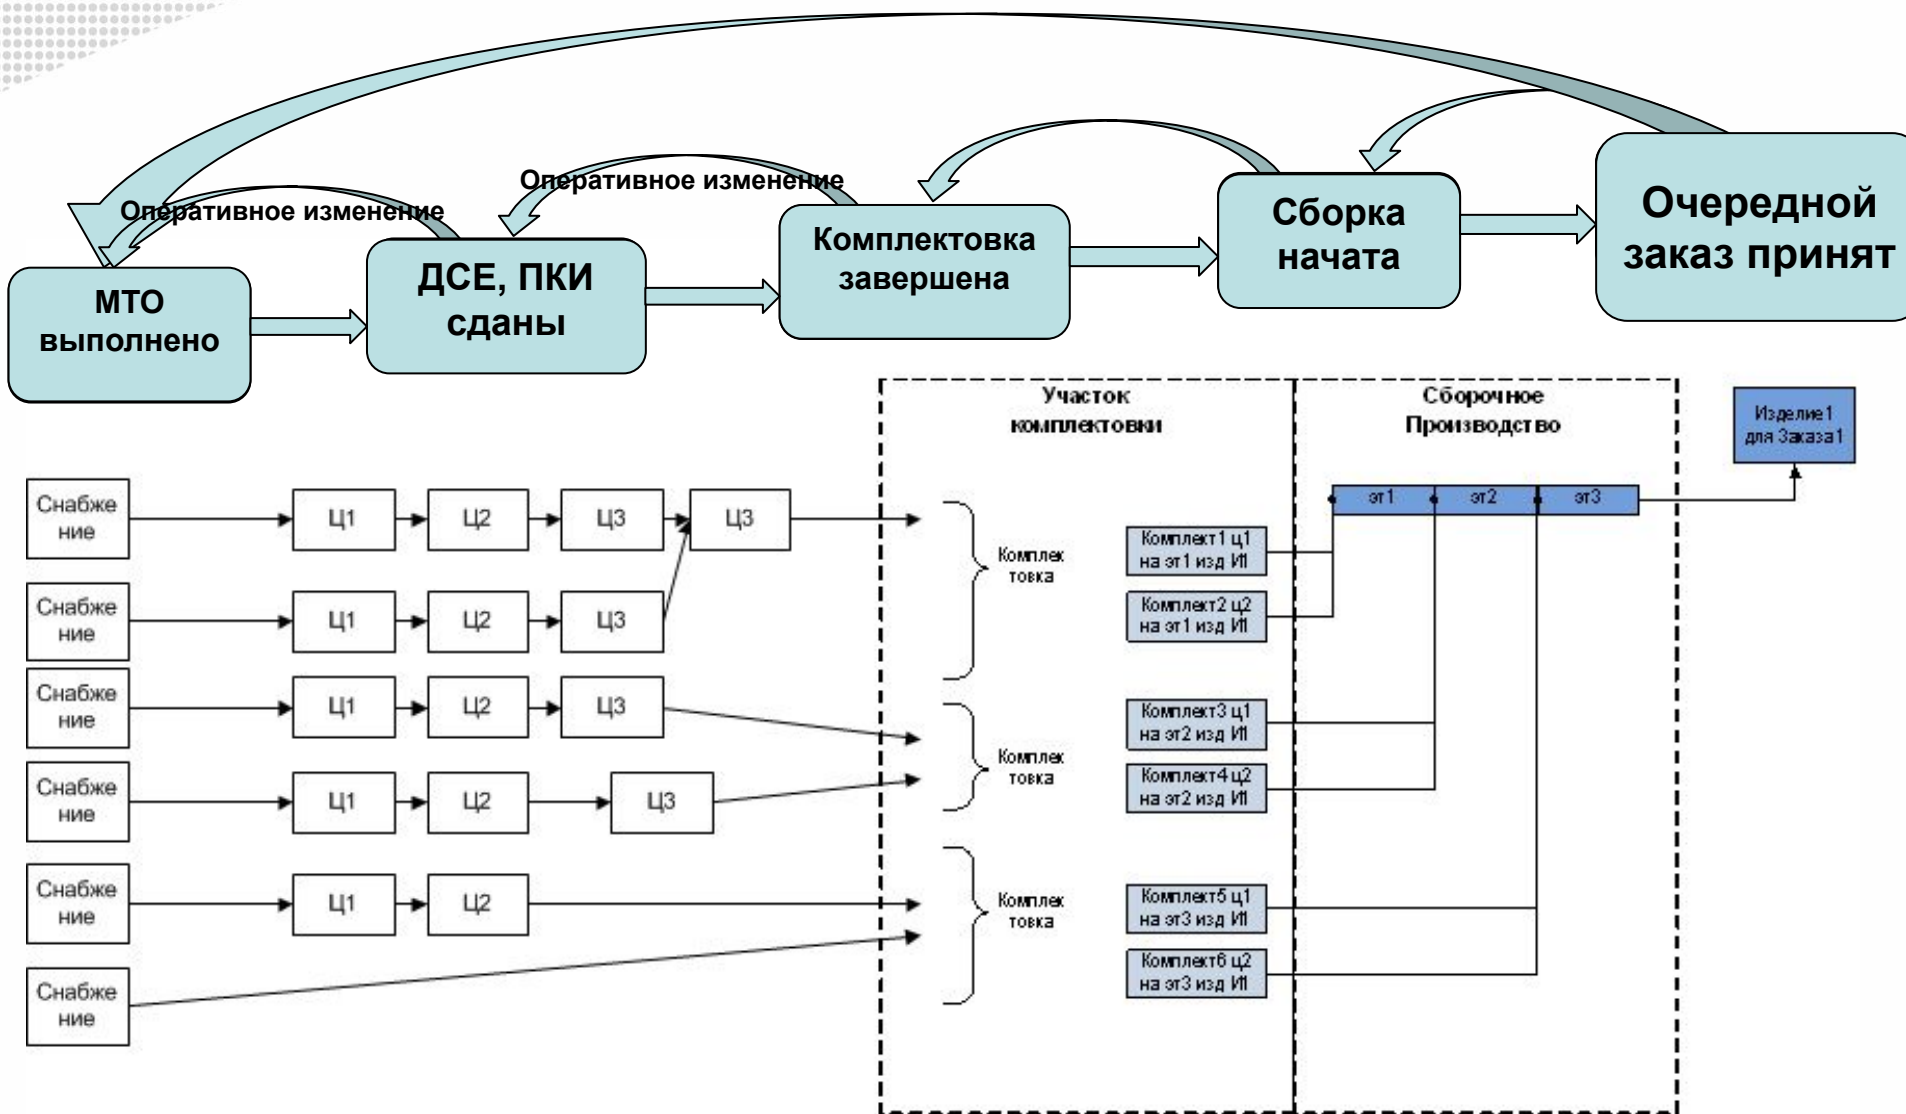 Оперативное изменение
Оперативное изменение
МТО
выполнено
ДСЕ, ПКИ
сданы
Комплектовка
завершена
Сборка
начата
Очередной
заказ принят
Участок
комплектовки
Сборочное
Производство
Изделие1
для Заказа1
Снабже
ние
Ц1
Ц2
Ц3
Ц3
эт1
эт2
эт3
Комплек
товка
Комплект1 ц1
на эт1 изд И1
Снабже
ние
Ц1
Ц2
Ц3
Комплект2 ц2
на эт1 изд И1
Снабже
ние
Ц1
Ц2
Ц3
Комплект3 ц1
на эт2 изд И1
Комплек
товка
Снабже
ние
Ц1
Ц2
Ц3
Комплект4 ц2
на эт2 изд И1
Снабже
ние
Ц1
Ц2
Комплек
товка
Комплект5 ц1
на эт3 изд И1
Снабже
ние
Комплект6 ц2
на эт3 изд И1